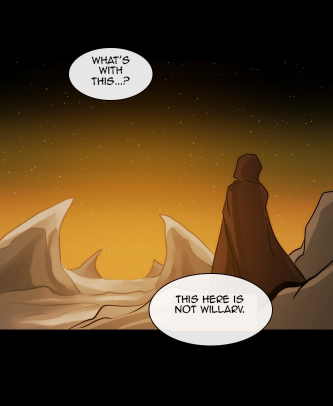 WHAT'S
WITH
THIS...?
THIS HERE IS
NOT WILLARV.